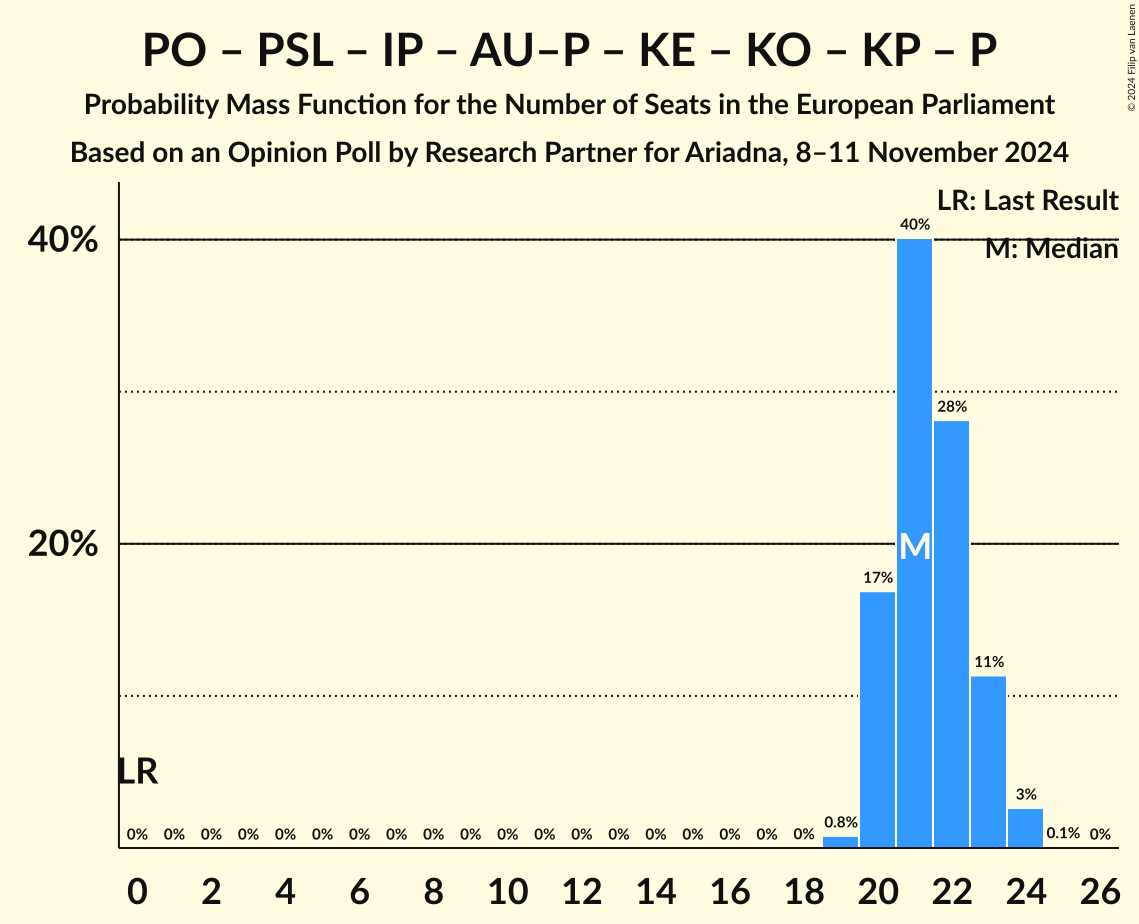 PO – PSL – IP – AU–P – KE – KO – KP – P
Probability Mass Function for the Number of Seats in the European Parliament
Based on an Opinion Poll by Research Partner for Ariadna, 8–11 November 2024
© 2024 Filip van Laenen
LR: Last Result
M: Median
40%
20%
40%
28%
M
17%
11%
LR
3%
0% 0% 0% 0% 0% 0% 0% 0% 0% 0% 0% 0% 0% 0% 0% 0% 0% 0% 0% 0.8% 0.1% 0%
0 2 4 6 8 10 12 14 16 18 20 22 24 26